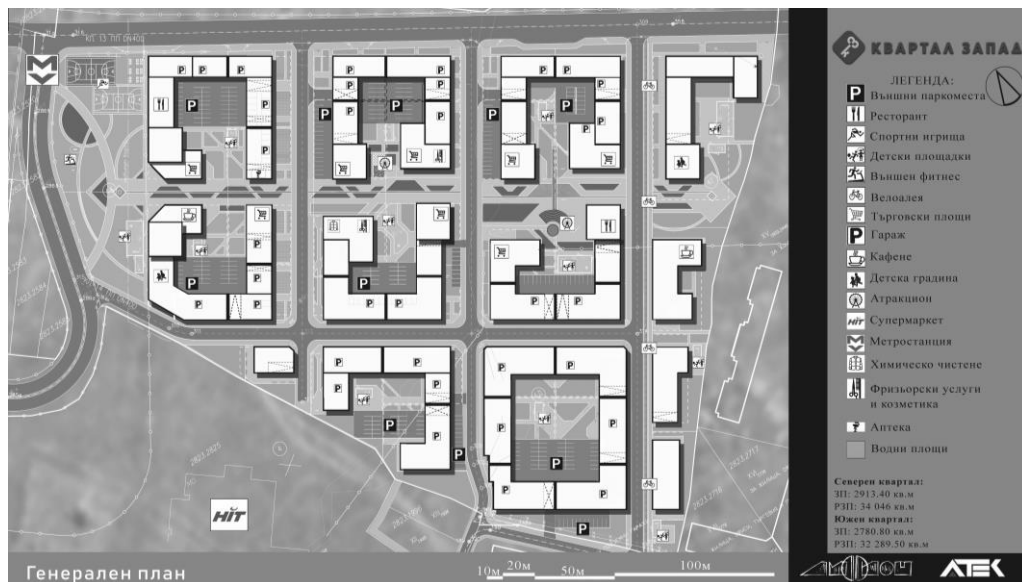 КВАРТАЛ ЗАПАД
ЛЕГЕНДА:
P Външни паркоместа
Ресторант
Спортни игрища
Детски площадки
Външен фитнес
Велоалея
Търговски площи
P Гараж
Кафене
Детска градина
Атракцион
HIT Супермаркет
M Метростанция
Химическо чистене
Фризьорски услуги
и козметика
Аптека
Водни площи
Северен квартал:
ЗП: 2913.40 кв.м
РЗП: 34 046 кв.м
Южен квартал:
ЗП: 2780.80 кв.м
РЗП: 32 289.50 кв.м
HIT
Генерален план
10м 20м 50м 100м
ATEK